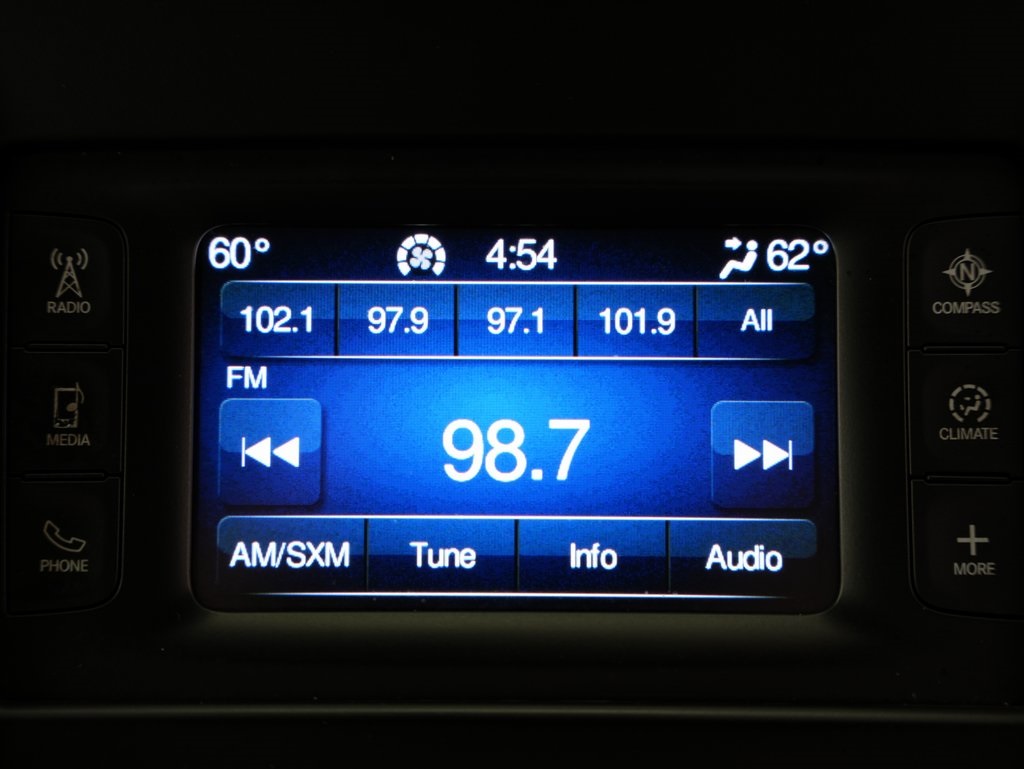 60° 4:54 62°
102.1 97.9 97.1 101.9 All
FM
98.7
AM/SXM Tune Info Audio
RADIO
MEDIA
PHONE
N
COMPASS
CLIMATE
MORE